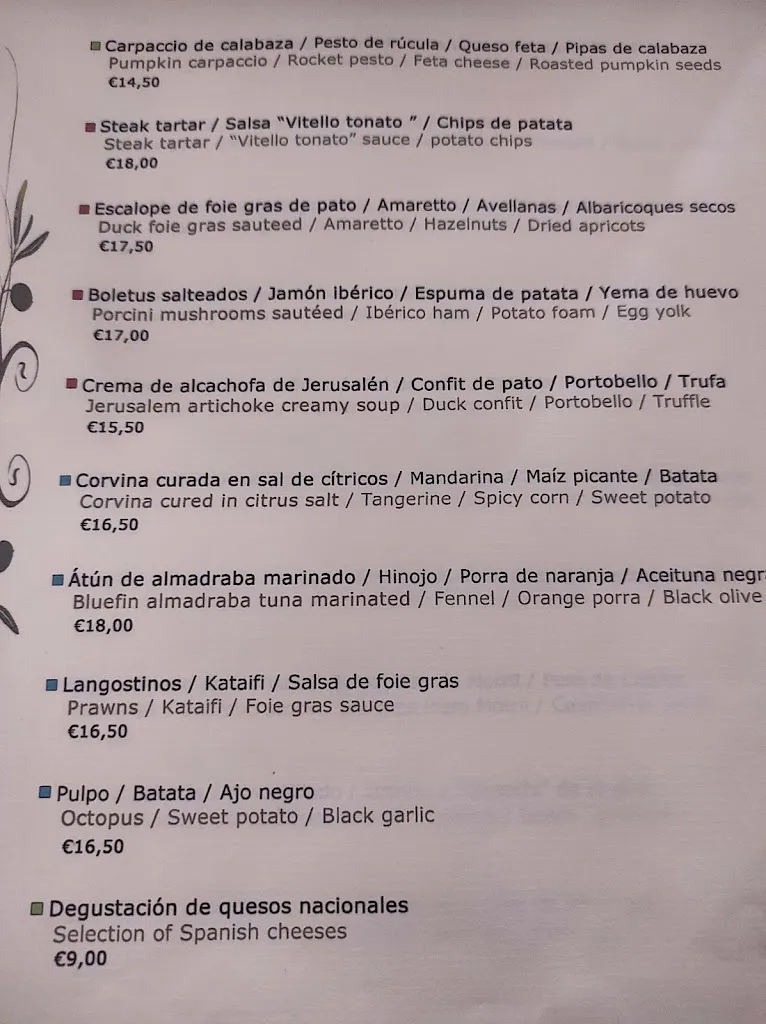 Carpaccio de calabaza / Pesto de rúcula / Queso feta / Pipas de calabaza
Pumpkin carpaccio / Rocket pesto / Feta cheese / Roasted pumpkin seeds
€14,50
Steak tartar / Salsa “Vitello tonato ” / Chips de patata
Steak tartar / “Vitello tonato” sauce / potato chips
€18,00
Escalope de foie gras de pato / Amaretto / Avellanas / Albaricoques secos
Duck foie gras sauteed / Amaretto / Hazelnuts / Dried apricots
€17,50
Boletus salteados / Jamón ibérico / Espuma de patata / Yema de huevo
Porcini mushrooms sautéed / Ibérico ham / Potato foam / Egg yolk
€17,00
Crema de alcachofa de Jerusalén / Confit de pato / Portobello / Trufa
Jerusalem artichoke creamy soup / Duck confit / Portobello / Truffle
€15,50
Corvina curada en sal de cítricos / Mandarina / Maíz picante / Batata
Corvina cured in citrus salt / Tangerine / Spicy corn / Sweet potato
€16,50
Átún de almadraba marinado / Hinojo / Porra de naranja / Aceituna negr
Bluefin almadraba tuna marinated / Fennel / Orange porra / Black olive
€18,00
Langostinos / Kataifi / Salsa de foie gras
Prawns / Kataifi / Foie gras sauce
€16,50
Pulpo / Batata / Ajo negro
Octopus / Sweet potato / Black garlic
€16,50
Degustación de quesos nacionales
Selection of Spanish cheeses
€9,00